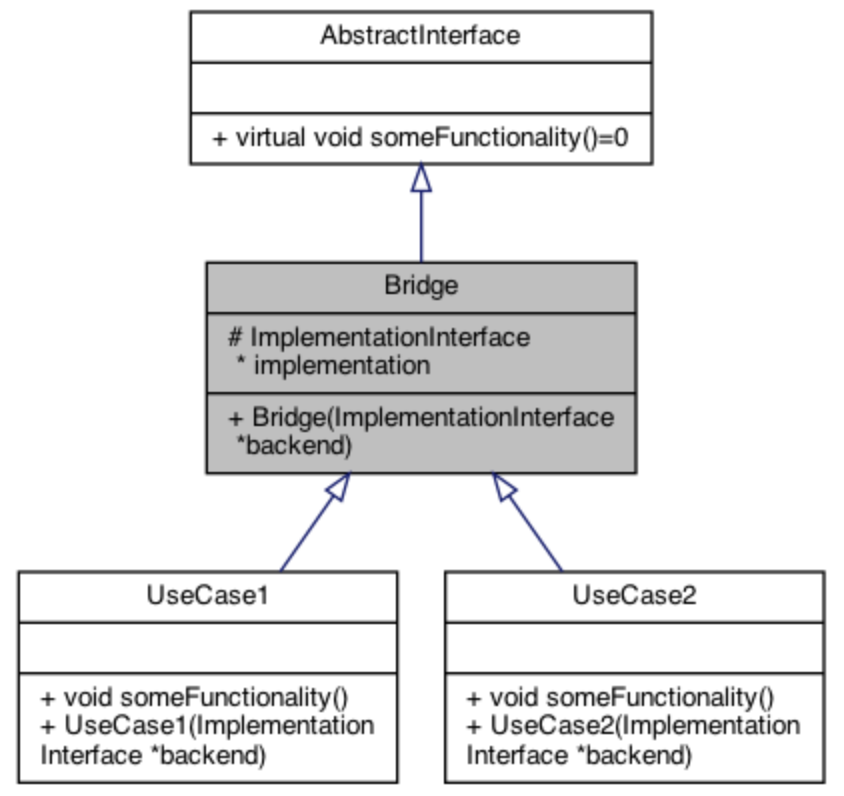 AbstractInterface
+ virtual void someFunctionality()=0
Bridge
# ImplementationInterface
* implementation
+ Bridge(ImplementationInterface
*backend)
UseCase1
+ void someFunctionality()
+ UseCase1(Implementation
Interface *backend)
UseCase2
+ void someFunctionality()
+ UseCase2(Implementation
Interface *backend)